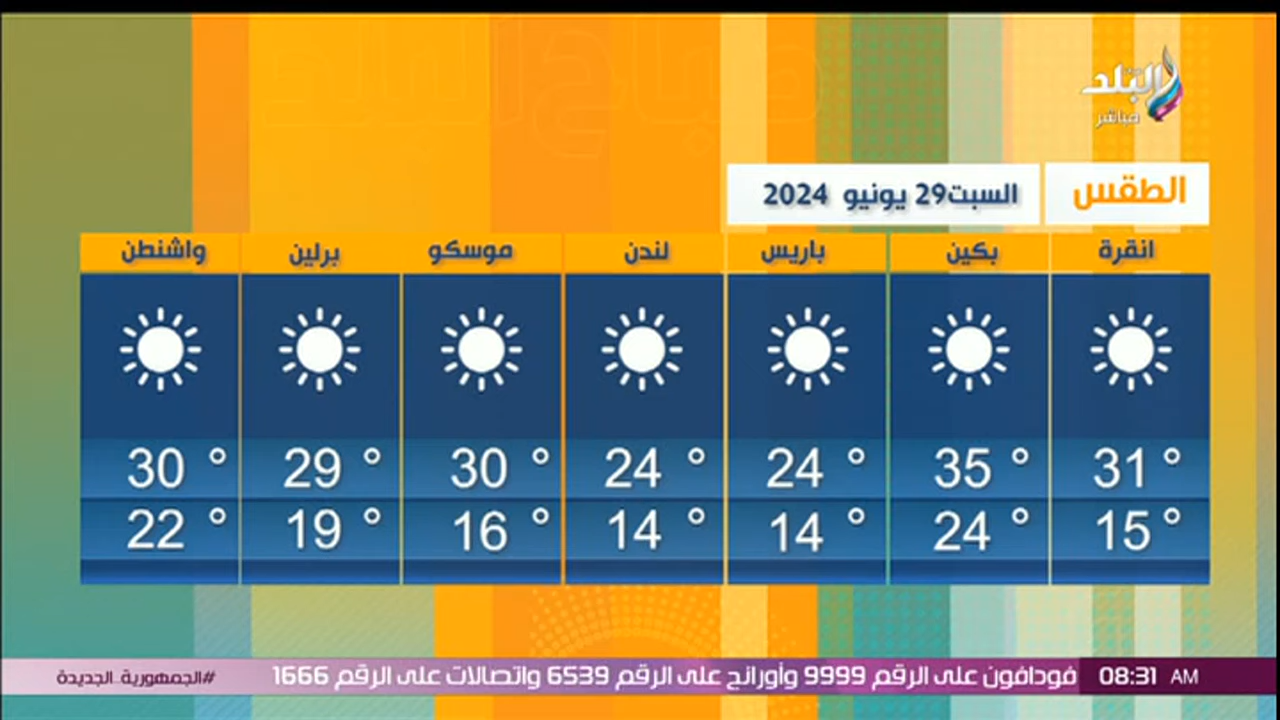 صدى
البلد
مباشر
الطقس
السبت29 يونيو 2024
انقرة
بكين
باريس
لندن
موسكو
برلين
واشنطن
31 °
35 °
24 °
24 °
30 °
29 °
30 °
15 °
24 °
14 °
14 °
16 °
19 °
22 °
08:31 AM
فودافون على الرقم 9999 وأورانج على الرقم 6539 واتصالات على الرقم 1666
#الجمهورية_الجديدة